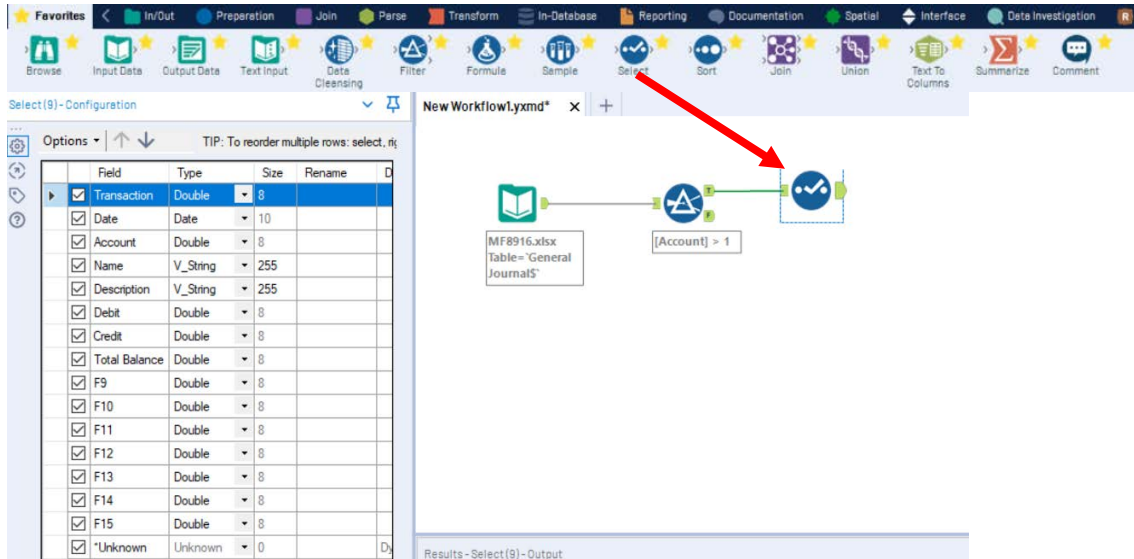 Favorites In/Out Preparation Join Parse Transform In-Database Reporting Documentation Spatial Interface Data Investigation R
Browse Input Data Output Data Text Input Data Cleansing Filter Formula Sample Select Sort Join Union Text To Columns Summarize Comment
Select (9) - Configuration
Options TIP: To reorder multiple rows: select, rig
Field Type Size Rename D
Transaction Double 8
Date Date 10
Account Double 8
Name V_String 255
Description V_String 255
Debit Double 8
Credit Double 8
Total Balance Double 8
F9 Double 8
F10 Double 8
F11 Double 8
F12 Double 8
F13 Double 8
F14 Double 8
F15 Double 8
*Unknown Unknown 0 Dy
New Workflow1.yxmd* × +
T
F
MF8916.xlsx
Table=`General
Journal$`
[Account] > 1
Results - Select (9) - Output